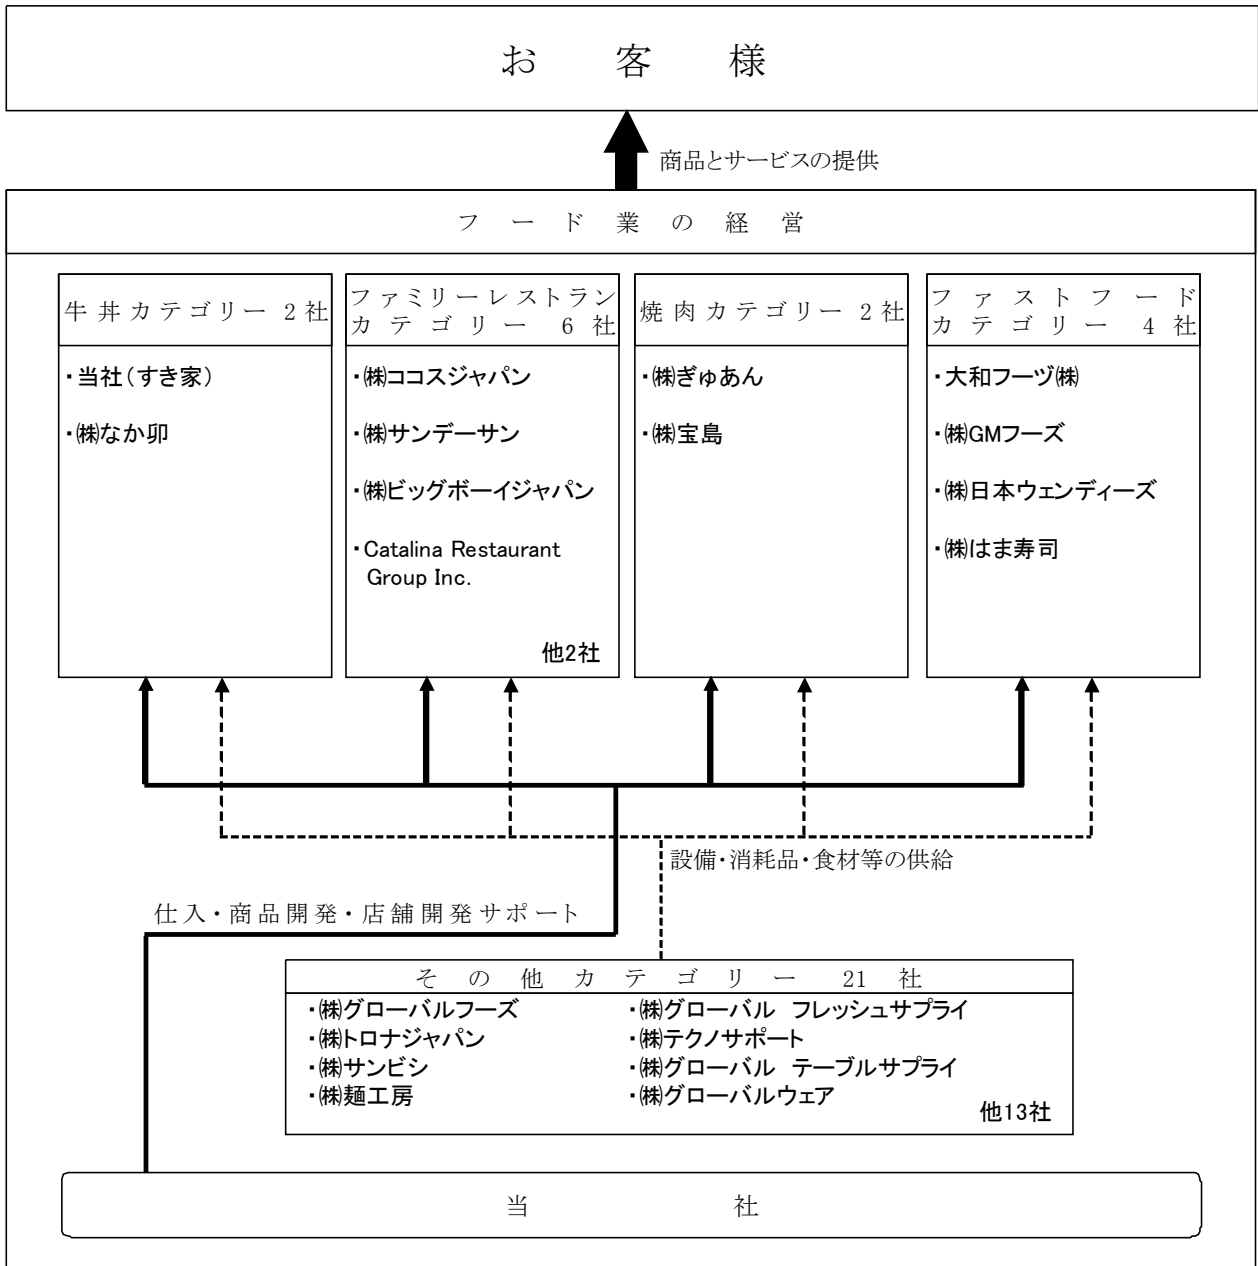 お客様
商品とサービスの提供
フード業の経営
牛丼カテゴリー 2社
・当社(すき家)
・㈱なか卯
ファミリーレストラン
カテゴリー 6社
・㈱ココスジャパン
・㈱サンデーサン
・㈱ビッグボーイジャパン
・Catalina Restaurant
Group Inc.
他2社
焼肉カテゴリー 2社
・㈱ぎゅあん
・㈱宝島
ファストフード
カテゴリー 4社
・大和フーヅ㈱
・㈱GMフーズ
・㈱日本ウェンディーズ
・㈱はま寿司
設備・消耗品・食材等の供給
仕入・商品開発・店舗開発サポート
その他カテゴリー 21社
・㈱グローバルフーズ
・㈱トロナジャパン
・㈱サンビシ
・㈱麺工房
・㈱グローバル フレッシュサプライ
・㈱テクノサポート
・㈱グローバル テーブルサプライ
・㈱グローバルウェア
他13社
当社